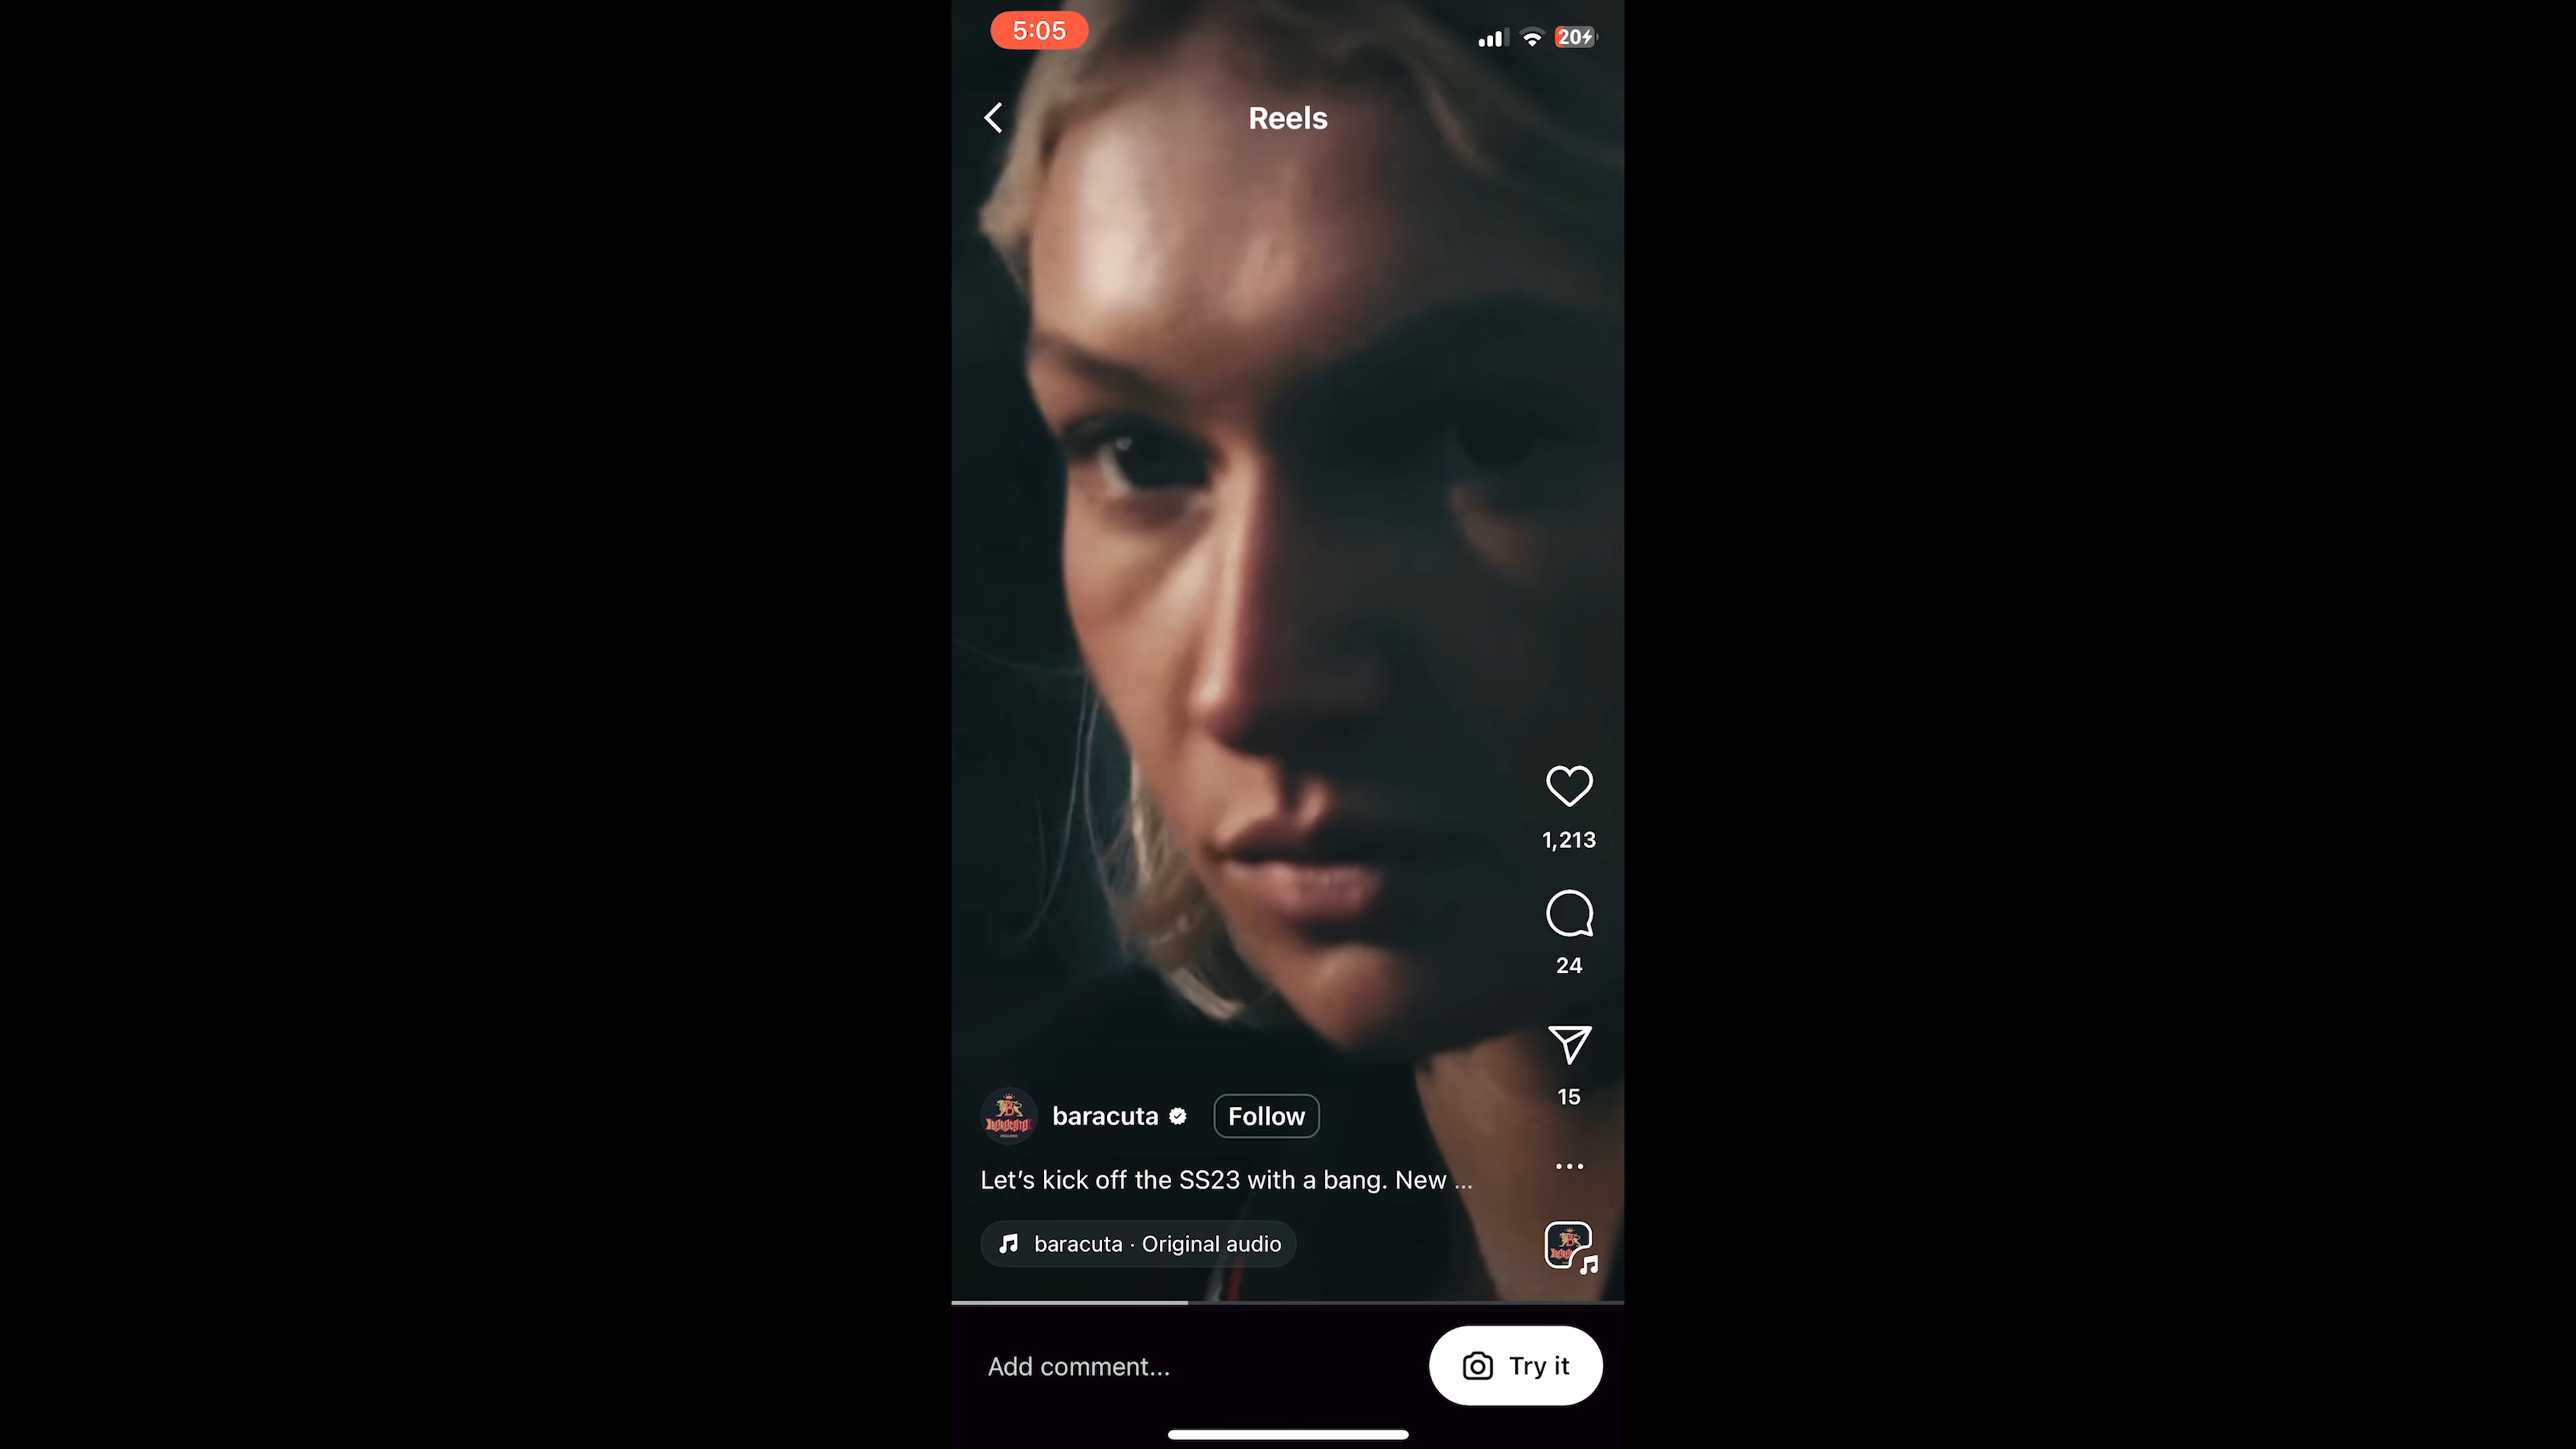 5:05
20
Reels
1,213
24
15
baracuta
Follow
Let's kick off the SS23 with a bang. New ...
baracuta · Original audio
Add comment...
Try it